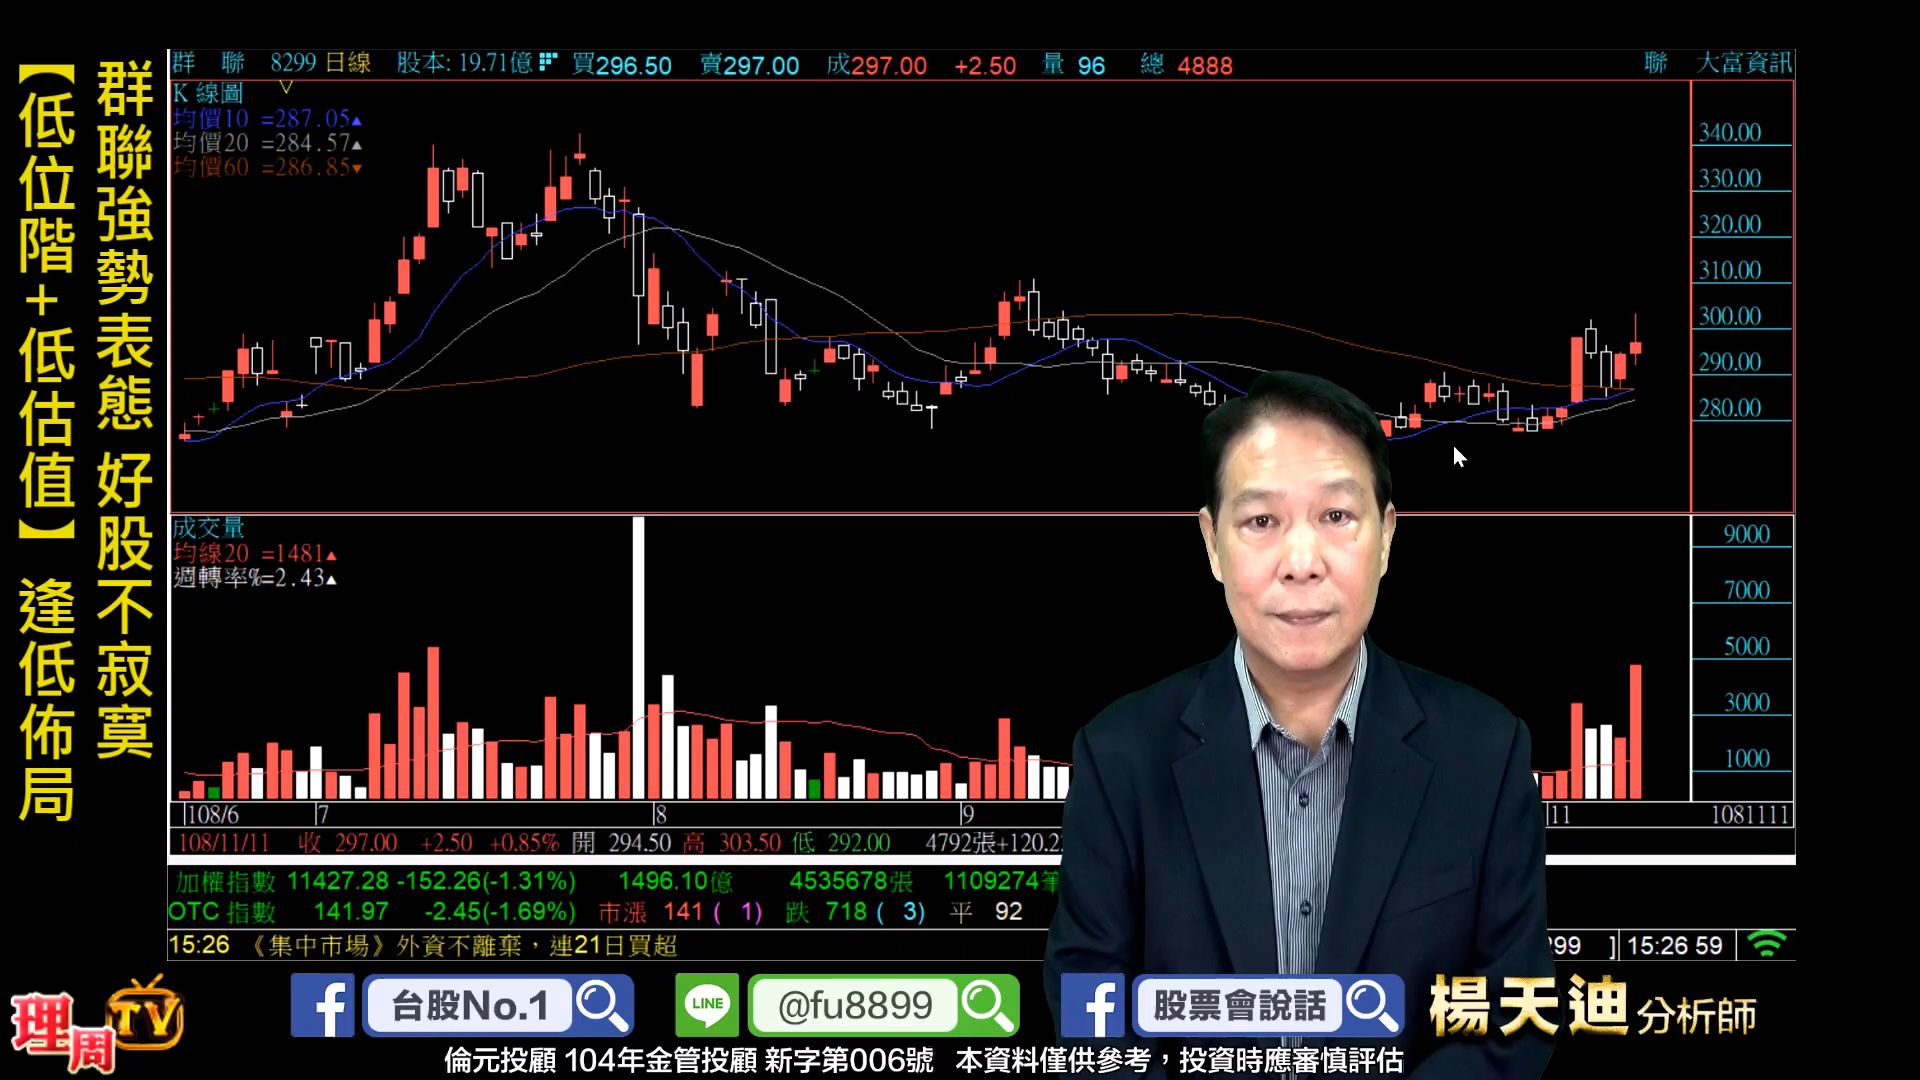 群聯強勢表態 好股不寂寞
【低位階+低估值】逢低佈局
群 聯 8299 日線 股本: 19.71億 買296.50 賣297.00 成297.00 +2.50 量 96 總 4888 聯 大富資訊
K 線圖
均價10 =287.05▲
均價20 =284.57▲
均價60 =286.85▼
340.00
330.00
320.00
310.00
300.00
290.00
280.00
成交量
均線20 =1481▲
週轉率%=2.43▲
9000
7000
5000
3000
1000
108/6 7 8 9 11 1081111
108/11/11 收 297.00 +2.50 +0.85% 開 294.50 高 303.50 低 292.00 4792張+120.2
加權指數 11427.28 -152.26(-1.31%) 1496.10億 4535678張 1109274筆
OTC 指數 141.97 -2.45(-1.69%) 市漲 141 ( 1) 跌 718 ( 3) 平 92
15:26 《集中市場》外資不離棄，連21日買超 299 ] 15:26 59
理周TV
台股No.1
LINE
@fu8899
股票會說話
楊天迪 分析師
倫元投顧 104年金管投顧 新字第006號 本資料僅供參考，投資時應審慎評估